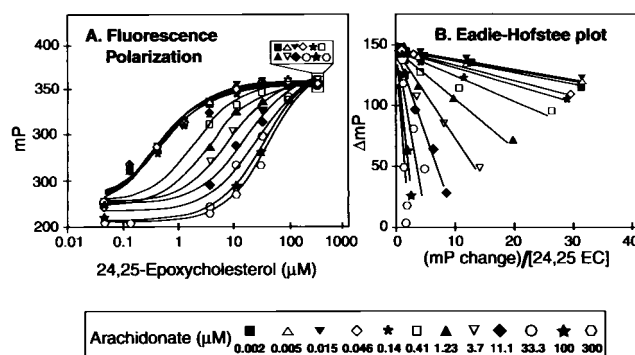 A. Fluorescence
Polarization
400
350
300
250
200
mP
0.01 0.1 1 10 100 1000
24,25-Epoxycholesterol (μM)
B. Eadie-Hofstee plot
150
100
50
0
ΔmP
0 10 20 30 40
(mP change)/[24,25 EC]
Arachidonate (μM)
0.002 0.005 0.015 0.046 0.14 0.41 1.23 3.7 11.1 33.3 100 300